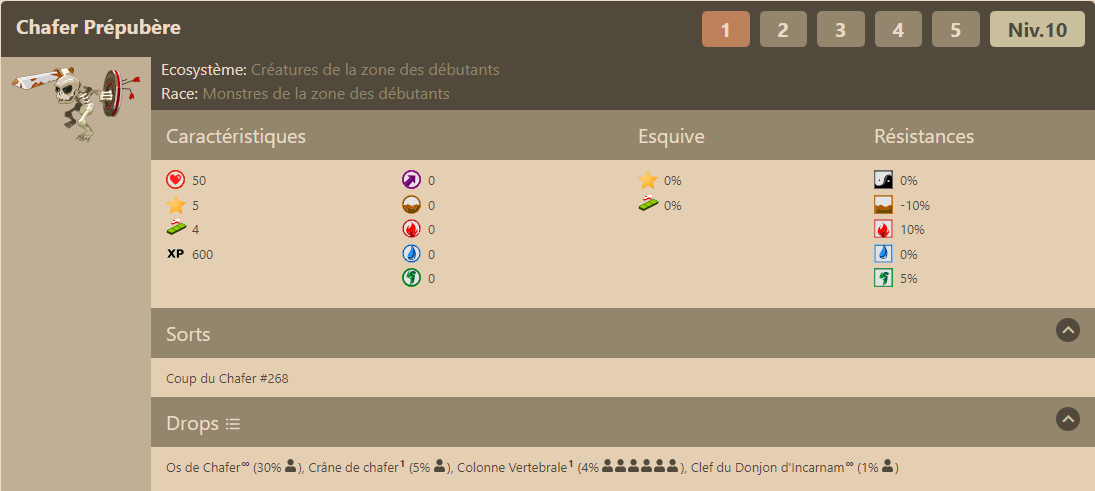 Chafer Prépubère
1 2 3 4 5 Niv.10
Ecosystème: Créatures de la zone des débutants
Race: Monstres de la zone des débutants
Caractéristiques Esquive Résistances
50 0 0% 0%
5 0 0% -10%
4 0 10%
XP 600 0 0%
0 5%
Sorts
Coup du Chafer #268
Drops
Os de Chafer∞ (30% ), Crâne de chafer¹ (5% ), Colonne Vertebrale¹ (4% ), Clef du Donjon d'Incarnam∞ (1% )